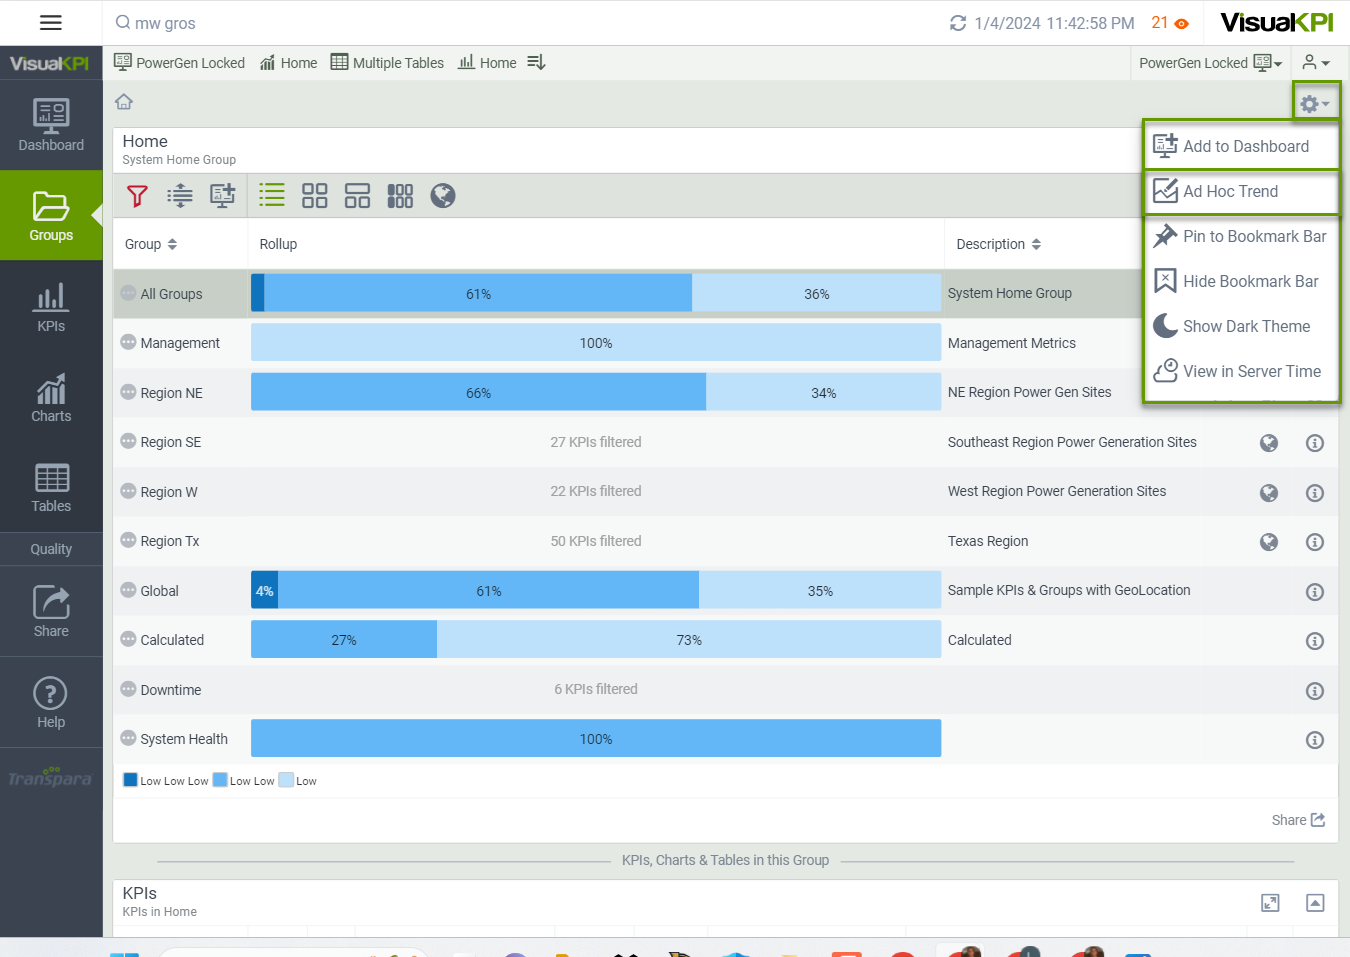 mw gros
1/4/2024 11:42:58 PM
21
VisualKPI
VisualKPI
PowerGen Locked
Home
Multiple Tables
Home
PowerGen Locked
Dashboard
Groups
KPIs
Charts
Tables
Quality
Share
Help
Transpara
Home
System Home Group
Add to Dashboard
Ad Hoc Trend
Pin to Bookmark Bar
Hide Bookmark Bar
Show Dark Theme
View in Server Time
Group Rollup Description
All Groups 61% 36% System Home Group
Management 100% Management Metrics
Region NE 66% 34% NE Region Power Gen Sites
Region SE 27 KPIs filtered Southeast Region Power Generation Sites
Region W 22 KPIs filtered West Region Power Generation Sites
Region Tx 50 KPIs filtered Texas Region
Global 4% 61% 35% Sample KPIs & Groups with GeoLocation
Calculated 27% 73% Calculated
Downtime 6 KPIs filtered
System Health 100%
Low Low Low Low Low Low
Share
KPIs, Charts & Tables in this Group
KPIs
KPIs in Home